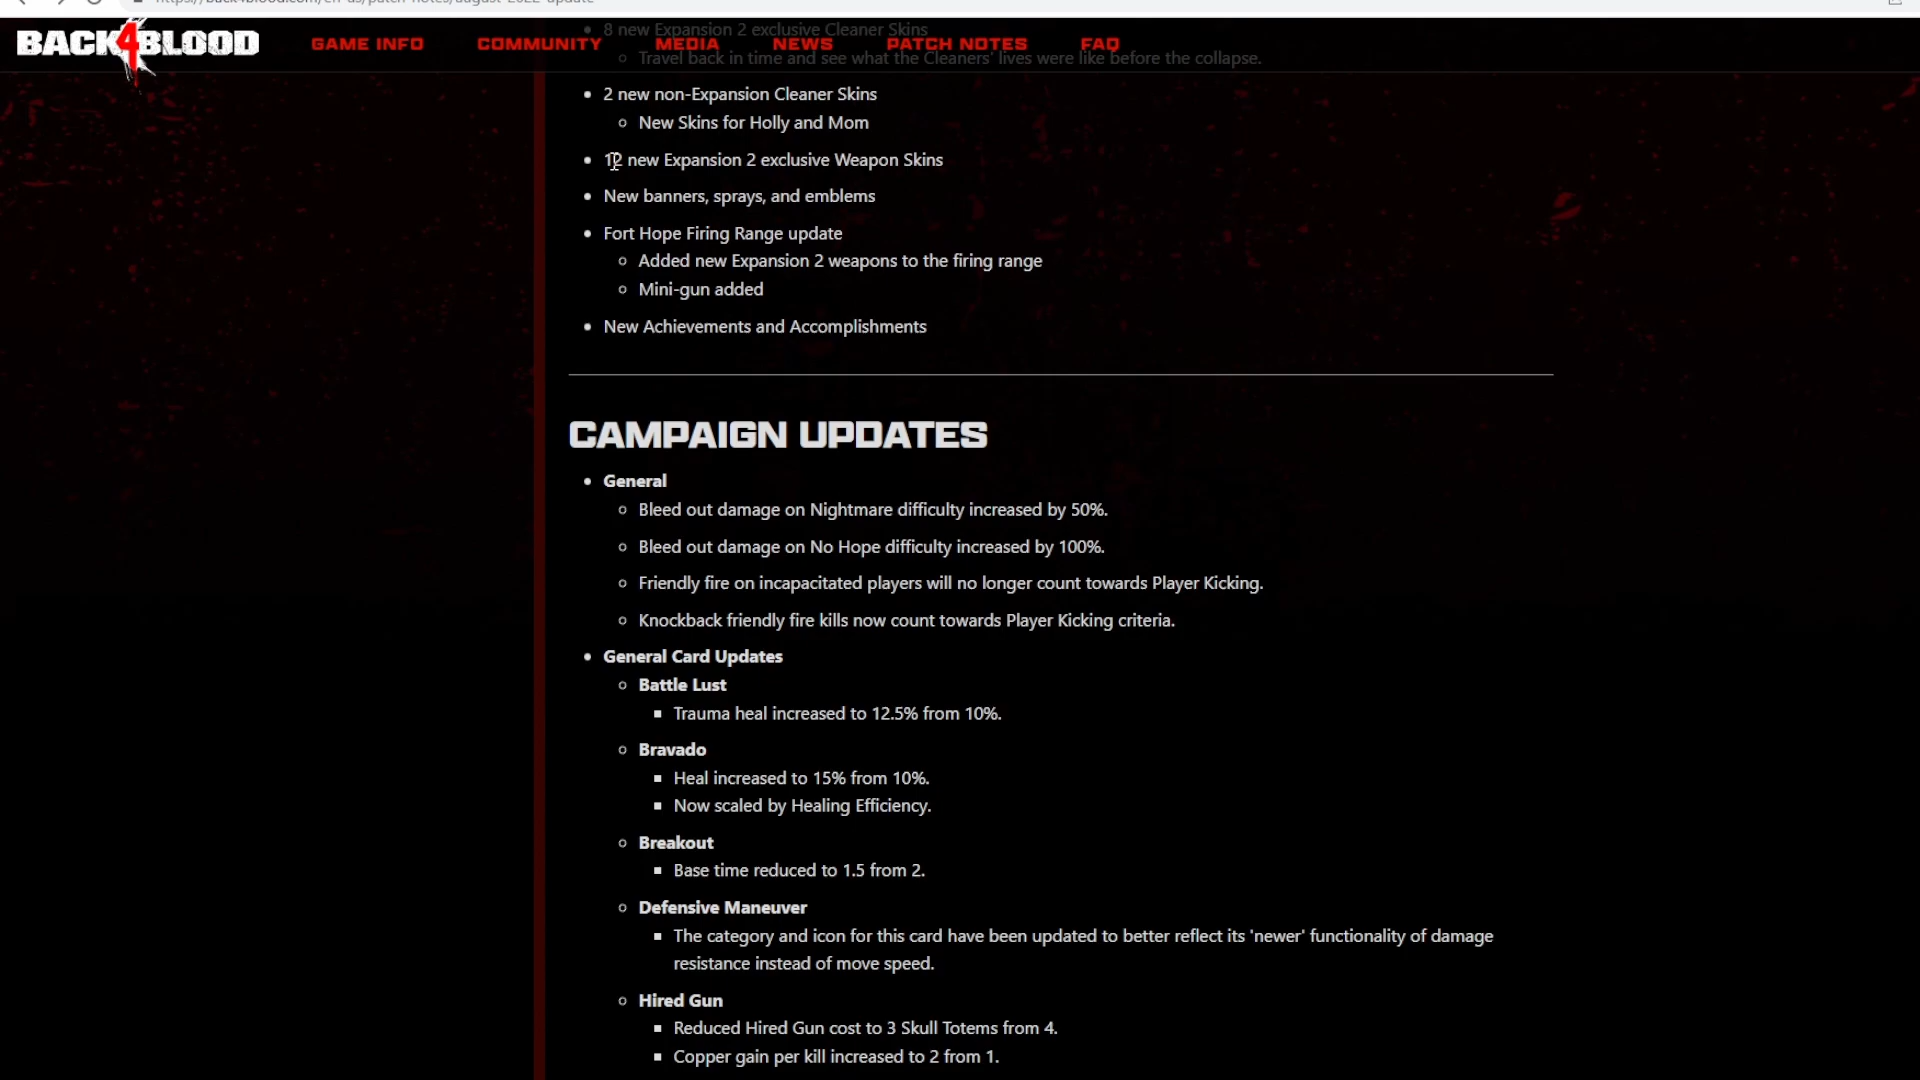 https://back4blood.com/en-us/patch-notes/august-2022-update
BACK4BLOOD
GAME INFO
COMMUNITY
MEDIA
NEWS
PATCH NOTES
FAQ
8 new Expansion 2 exclusive Cleaner Skins
Travel back in time and see what the Cleaners' lives were like before the collapse.
2 new non-Expansion Cleaner Skins
New Skins for Holly and Mom
12 new Expansion 2 exclusive Weapon Skins
New banners, sprays, and emblems
Fort Hope Firing Range update
Added new Expansion 2 weapons to the firing range
Mini-gun added
New Achievements and Accomplishments
CAMPAIGN UPDATES
General
Bleed out damage on Nightmare difficulty increased by 50%.
Bleed out damage on No Hope difficulty increased by 100%.
Friendly fire on incapacitated players will no longer count towards Player Kicking.
Knockback friendly fire kills now count towards Player Kicking criteria.
General Card Updates
Battle Lust
Trauma heal increased to 12.5% from 10%.
Bravado
Heal increased to 15% from 10%.
Now scaled by Healing Efficiency.
Breakout
Base time reduced to 1.5 from 2.
Defensive Maneuver
The category and icon for this card have been updated to better reflect its 'newer' functionality of damage
resistance instead of move speed.
Hired Gun
Reduced Hired Gun cost to 3 Skull Totems from 4.
Copper gain per kill increased to 2 from 1.